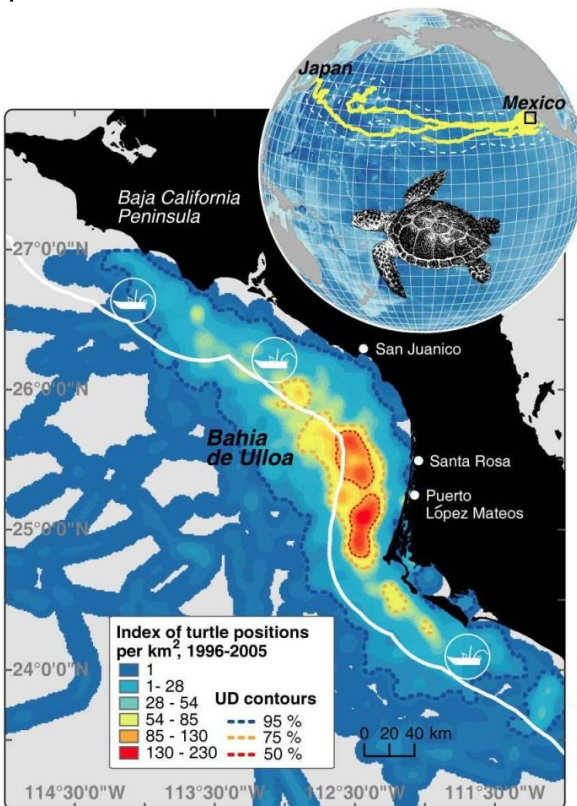 Japan
Mexico
Baja California
Peninsula
27°0'0"N
San Juanico
26°0'0"N
Bahia
de Ulloa
Santa Rosa
Puerto
López Mateos
25°0'0"N
Index of turtle positions
per km², 1996-2005
1
1- 28
28 - 54
54 - 85
85 - 130
130 - 230
UD contours
95 %
75 %
50 %
24°0'0"N
0 20 40 km
114°30'0"W 113°30'0"W 112°30'0"W 111°30'0"W